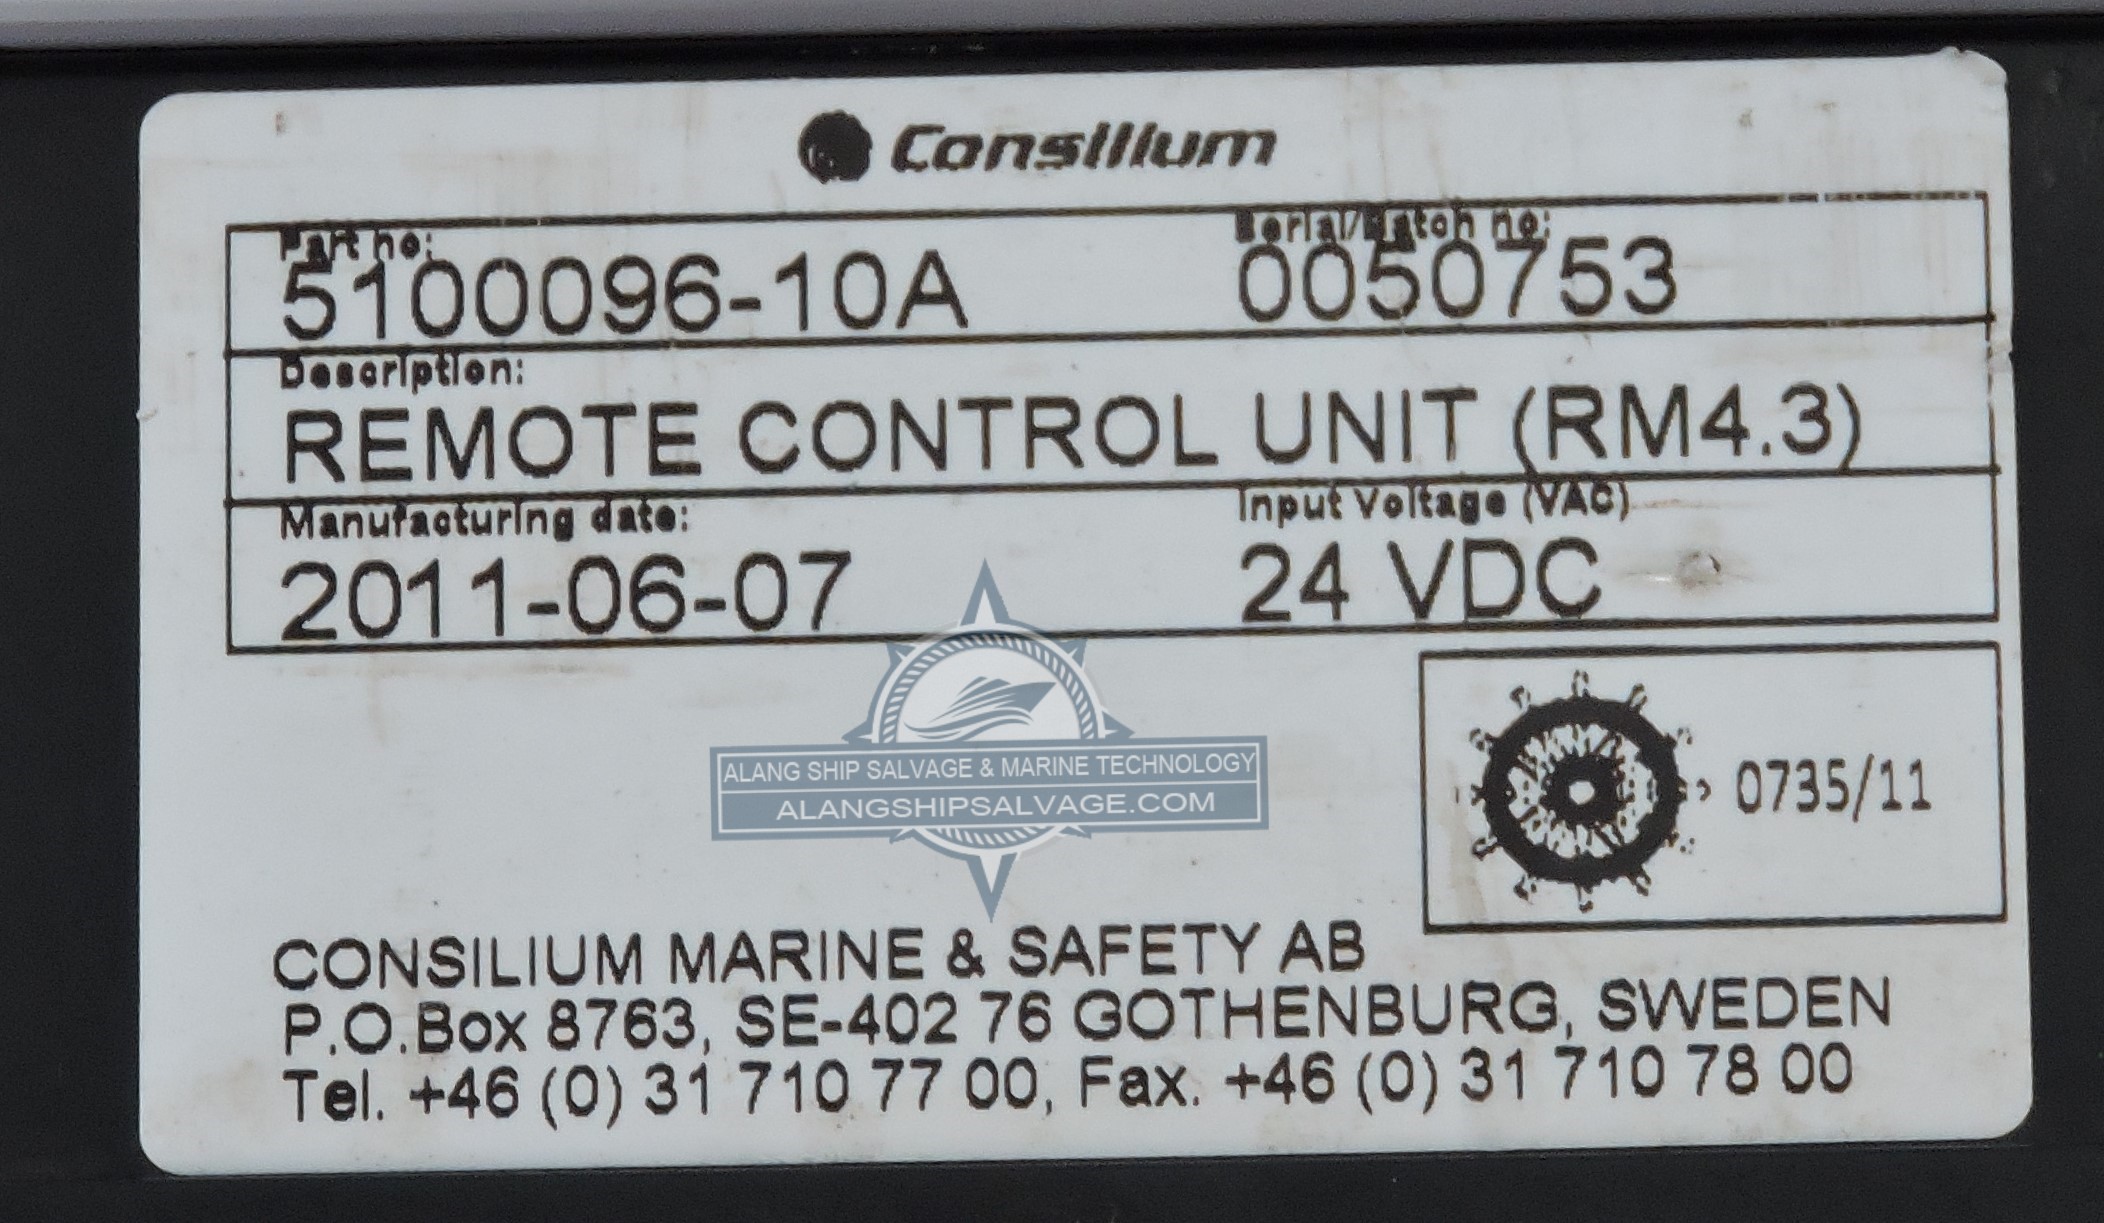 Consilium
Part no: Serial/Batch no:
5100096-10A 0050753
Description:
REMOTE CONTROL UNIT (RM4.3)
Manufacturing date: Input Voltage (VAC)
2011-06-07 24 VDC
ALANG SHIP SALVAGE & MARINE TECHNOLOGY
ALANGSHIPSALVAGE.COM
0735/11
CONSILIUM MARINE & SAFETY AB
P.O.Box 8763, SE-402 76 GOTHENBURG, SWEDEN
Tel. +46 (0) 31 710 77 00, Fax. +46 (0) 31 710 78 00